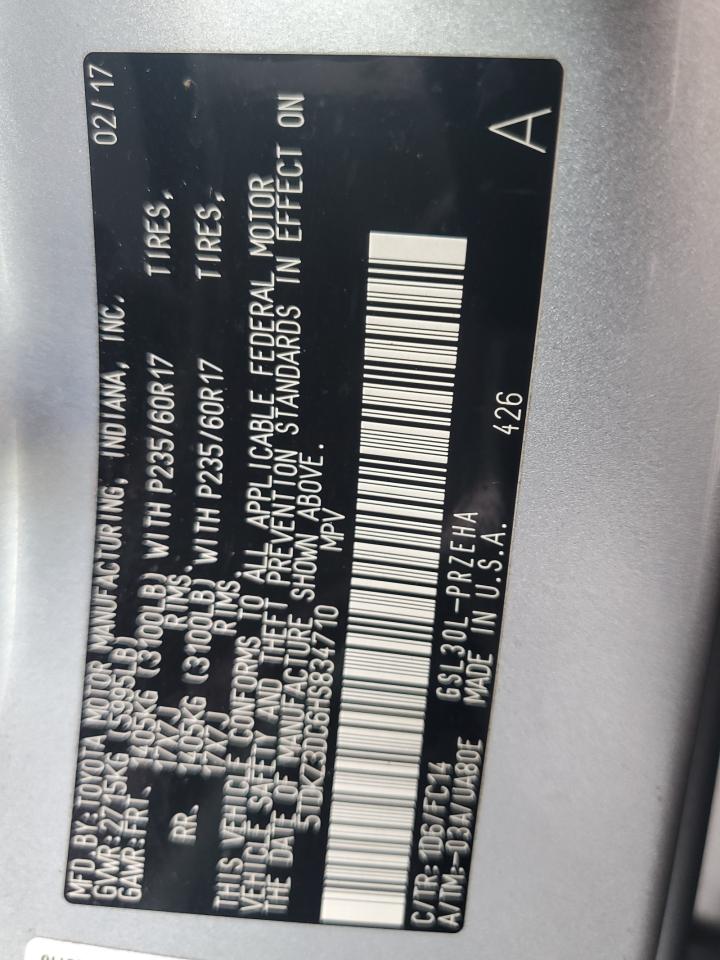 MFD.BY:TOYOTA MOTOR MANUFACTURING, INDIANA, INC. 02/17
GVWR:2715KG (5995LB)
GAWR:FRT. 1405KG (3100LB) WITH P235/60R17 TIRES,
17X7J RIMS.
RR. 1405KG (3100LB) WITH P235/60R17 TIRES,
17X7J RIMS.
THIS VEHICLE CONFORMS TO ALL APPLICABLE FEDERAL MOTOR
VEHICLE SAFETY AND THEFT PREVENTION STANDARDS IN EFFECT ON
THE DATE OF MANUFACTURE SHOWN ABOVE.
5TDKZ3DC6HS834710 MPV
C/TR: 1D6/FC14 GSL30L-PRZEHA
A/TM:-03A/UA80E MADE IN U.S.A. 426 A